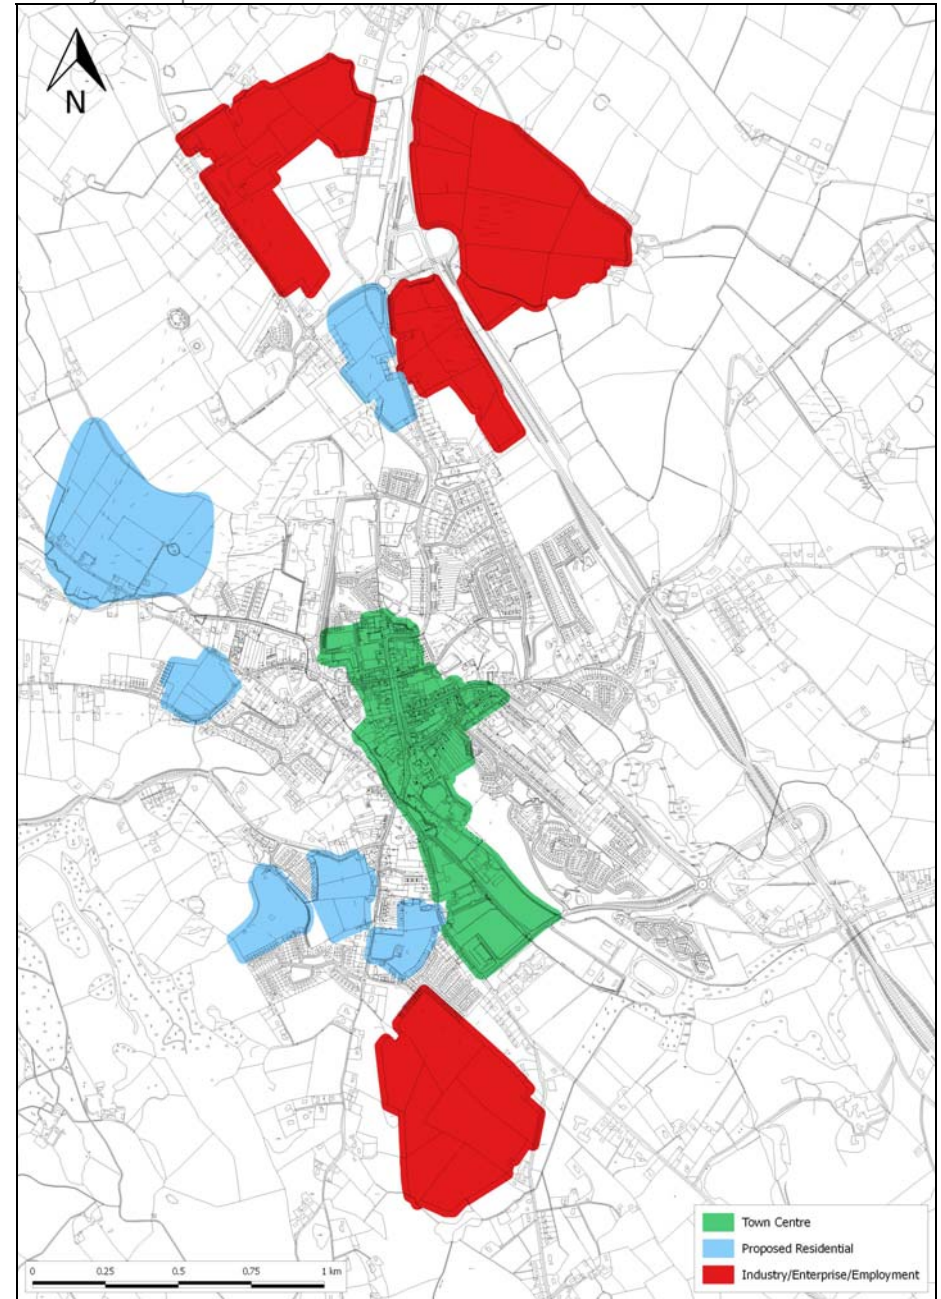 N
Town Centre
Proposed Residential
Industry/Enterprise/Employment
0 0.25 0.5 0.75 1 km